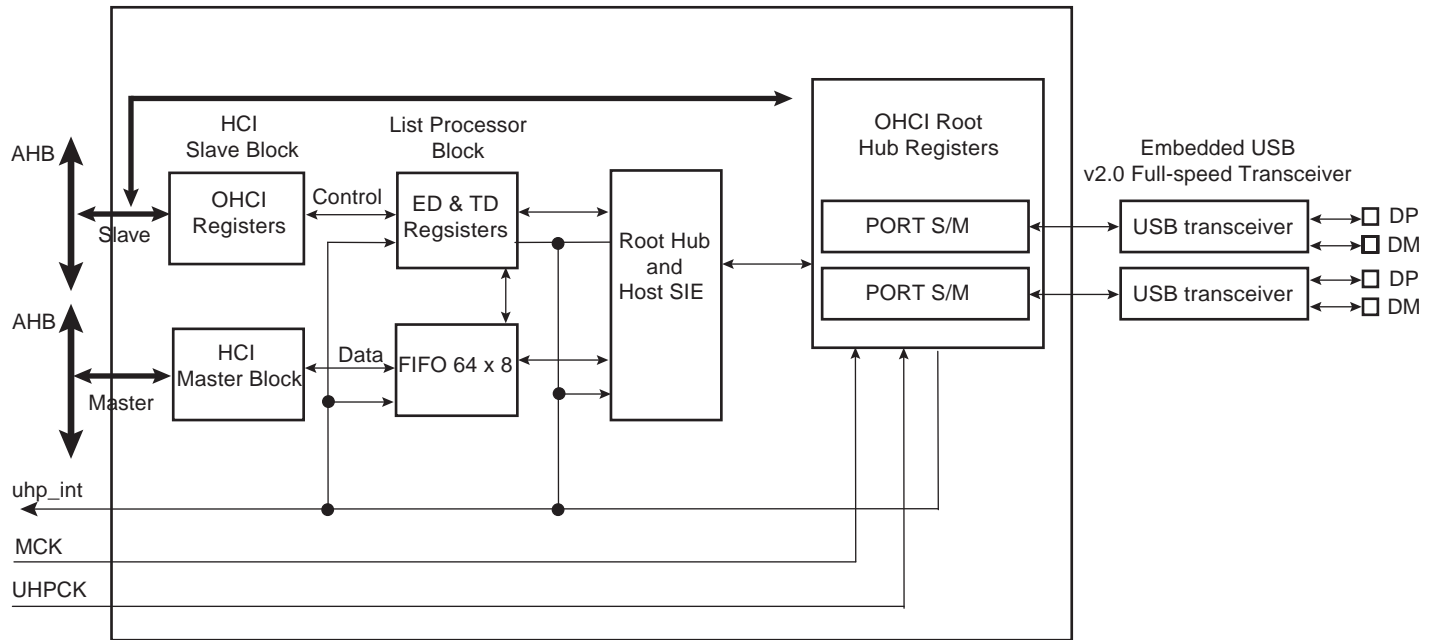 HCI
Slave Block
List Processor
Block
OHCI Root
Hub Registers
Embedded USB
v2.0 Full-speed Transceiver
AHB
OHCI
Registers
Control
ED & TD
Regsisters
Slave
Root Hub
and
Host SIE
PORT S/M
USB transceiver
DP
DM
PORT S/M
USB transceiver
DP
DM
AHB
HCI
Master Block
Data
FIFO 64 x 8
Master
uhp_int
MCK
UHPCK